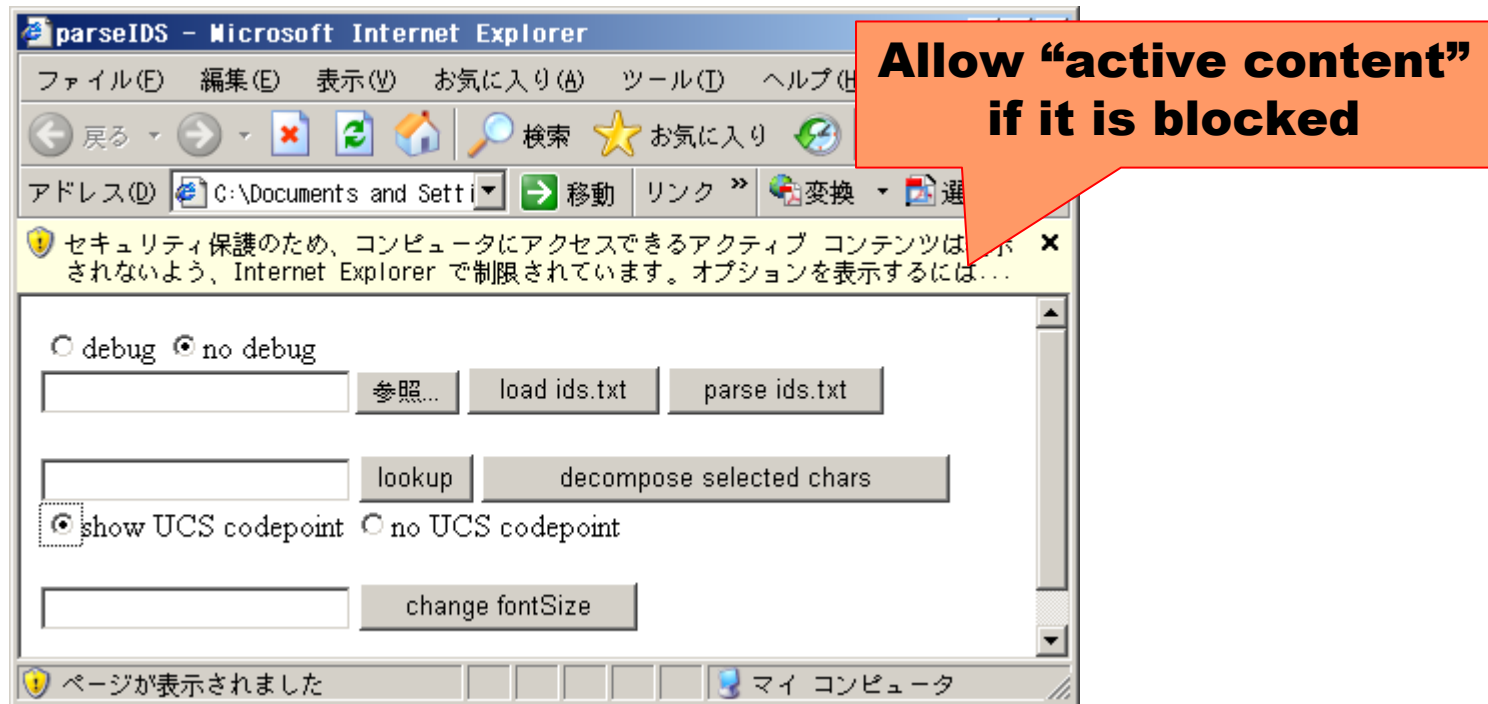 parseIDS - Microsoft Internet Explorer
Allow “active content”
if it is blocked
ファイル(F) 編集(E) 表示(V) お気に入り(A) ツール(T) ヘルプ(H
戻る 検索 お気に入り
アドレス(D) C:\Documents and Setti 移動 リンク » 変換 選
セキュリティ保護のため、コンピュータにアクセスできるアクティブ コンテンツは
されないよう、Internet Explorer で制限されています。オプションを表示するには...
debug no debug
参照... load ids.txt parse ids.txt
lookup decompose selected chars
show UCS codepoint no UCS codepoint
change fontSize
ページが表示されました マイ コンピュータ